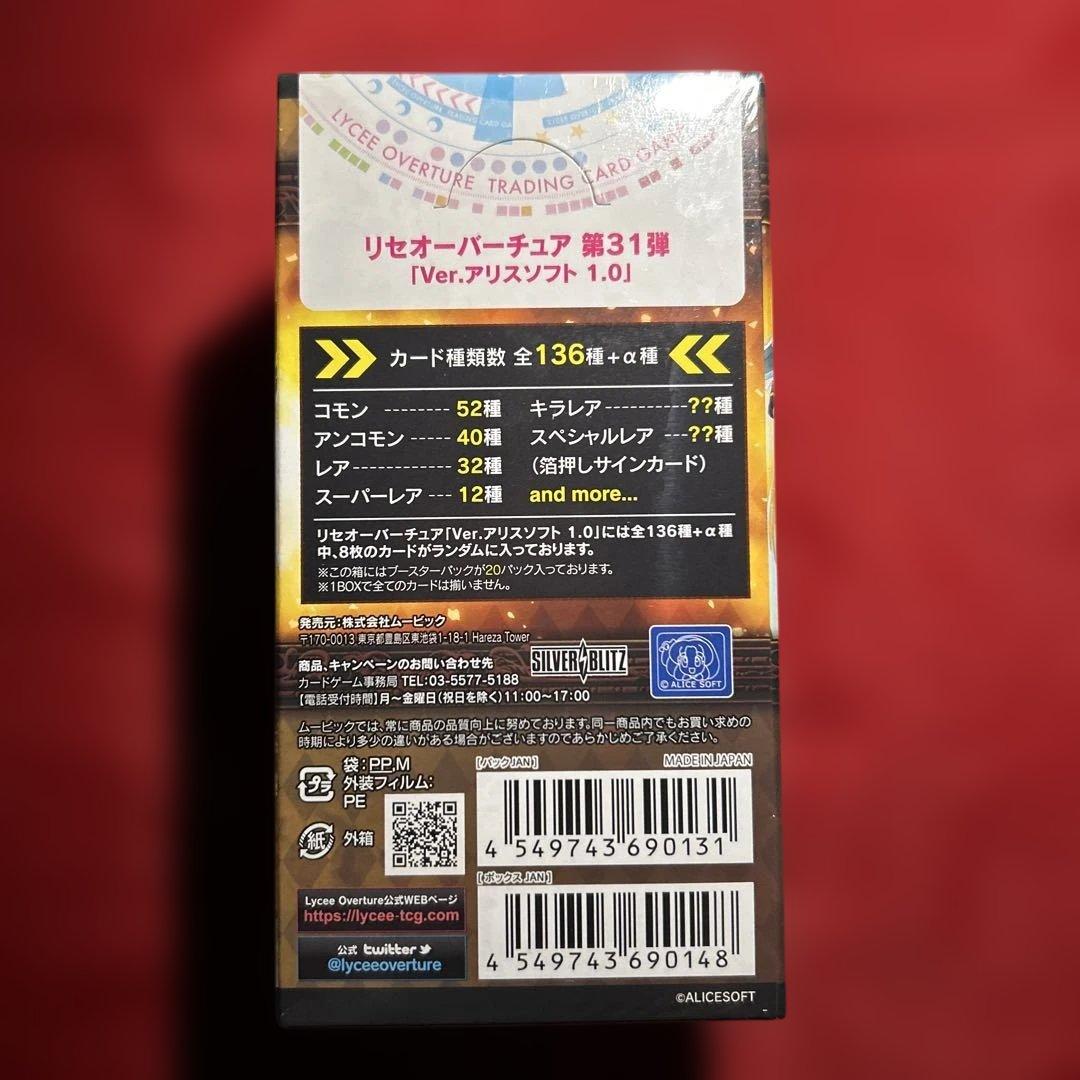 LYCEE OVERTURE TRADING CARD GAME
リセオーバーチュア 第31弾
「Ver.アリスソフト 1.0」
カード種類数 全136種+α種
コモン -------- 52種
アンコモン ----- 40種
レア------------ 32種
スーパーレア --- 12種
キラレア----------??種
スペシャルレア ---??種
(箔押しサインカード)
and more...
リセオーバーチュア「Ver.アリスソフト 1.0」には全136種+α種
中、8枚のカードがランダムに入っております。
※この箱にはブースターパックが20パック入っております。
※1BOXで全てのカードは揃いません。
発売元:株式会社ムービック
〒170-0013 東京都豊島区東池袋1-18-1 Hareza Tower
商品、キャンペーンのお問い合わせ先
カードゲーム事務局 TEL:03-5577-5188
【電話受付時間】月~金曜日(祝日を除く)11:00~17:00
SILVER BLITZ
© ALICE SOFT
ムービックでは、常に商品の品質向上に努めております。同一商品内でもお買い求めの
時期により多少の違いがある場合がございますのであらかじめご了承ください。
プラ
袋:PP,M
外装フィルム:
PE
紙
外箱
[パックJAN]
MADE IN JAPAN
4 549743 690131
[ボックスJAN]
4 549743 690148
Lycee Overture公式WEBページ
https://lycee-tcg.com
公式 twitter
@lyceeoverture
©ALICESOFT